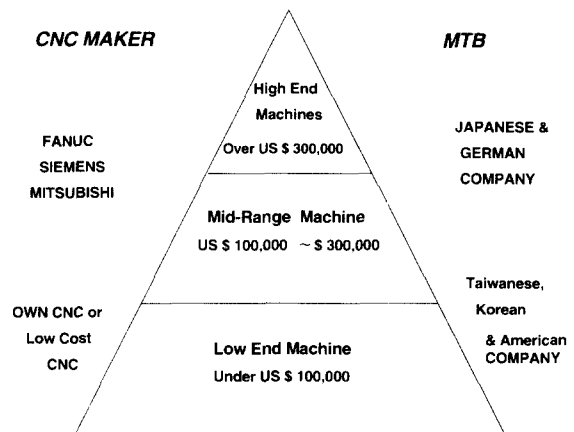 CNC MAKER
MTB
High End
Machines
Over US $ 300,000
FANUC
SIEMENS
MITSUBISHI
JAPANESE &
GERMAN
COMPANY
Mid-Range Machine
US $ 100,000 ~ $ 300,000
OWN CNC or
Low Cost
CNC
Taiwanese,
Korean
& American
COMPANY
Low End Machine
Under US $ 100,000